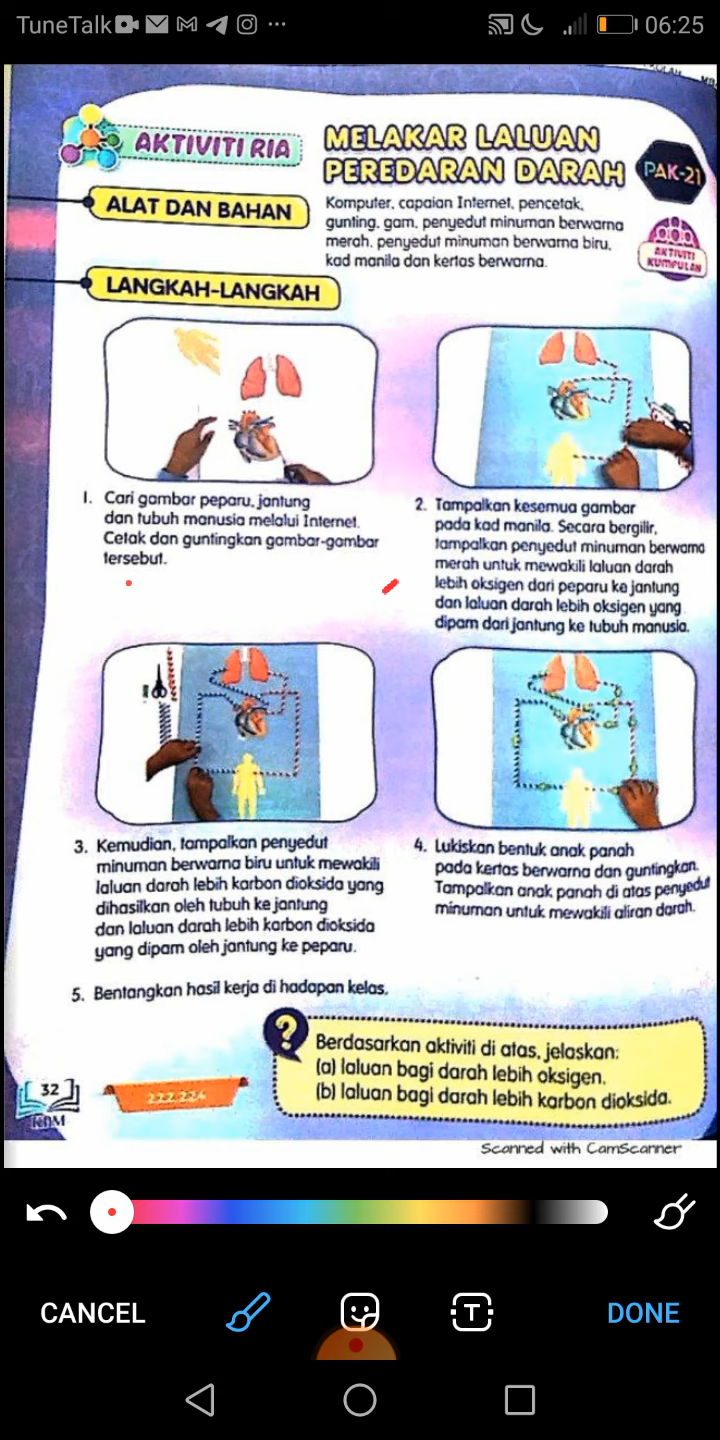 TuneTalk
06:25
AKTIVITI RIA
MELAKAR LALUAN
PEREDARAN DARAH
PAK-21
ALAT DAN BAHAN
Komputer, capaian Internet, pencetak,
gunting, gam, penyedut minuman berwarna
merah, penyedut minuman berwarna biru,
kad manila dan kertas berwarna.
AKTIVITI
KUMPULAN
LANGKAH-LANGKAH
1. Cari gambar peparu, jantung
dan tubuh manusia melalui Internet.
Cetak dan guntingkan gambar-gambar
tersebut.
2. Tampalkan kesemua gambar
pada kad manila. Secara bergilir,
tampalkan penyedut minuman berwarna
merah untuk mewakili laluan darah
lebih oksigen dari peparu ke jantung
dan laluan darah lebih oksigen yang
dipam dari jantung ke tubuh manusia.
3. Kemudian, tampalkan penyedut
minuman berwarna biru untuk mewakili
laluan darah lebih karbon dioksida yang
dihasilkan oleh tubuh ke jantung
dan laluan darah lebih karbon dioksida
yang dipam oleh jantung ke peparu.
4. Lukiskan bentuk anak panah
pada kertas berwarna dan guntingkan.
Tampalkan anak panah di atas penyedut
minuman untuk mewakili aliran darah.
5. Bentangkan hasil kerja di hadapan kelas.
?
Berdasarkan aktiviti di atas, jelaskan:
(a) laluan bagi darah lebih oksigen.
(b) laluan bagi darah lebih karbon dioksida.
32
Scanned with CamScanner
CANCEL
T
DONE